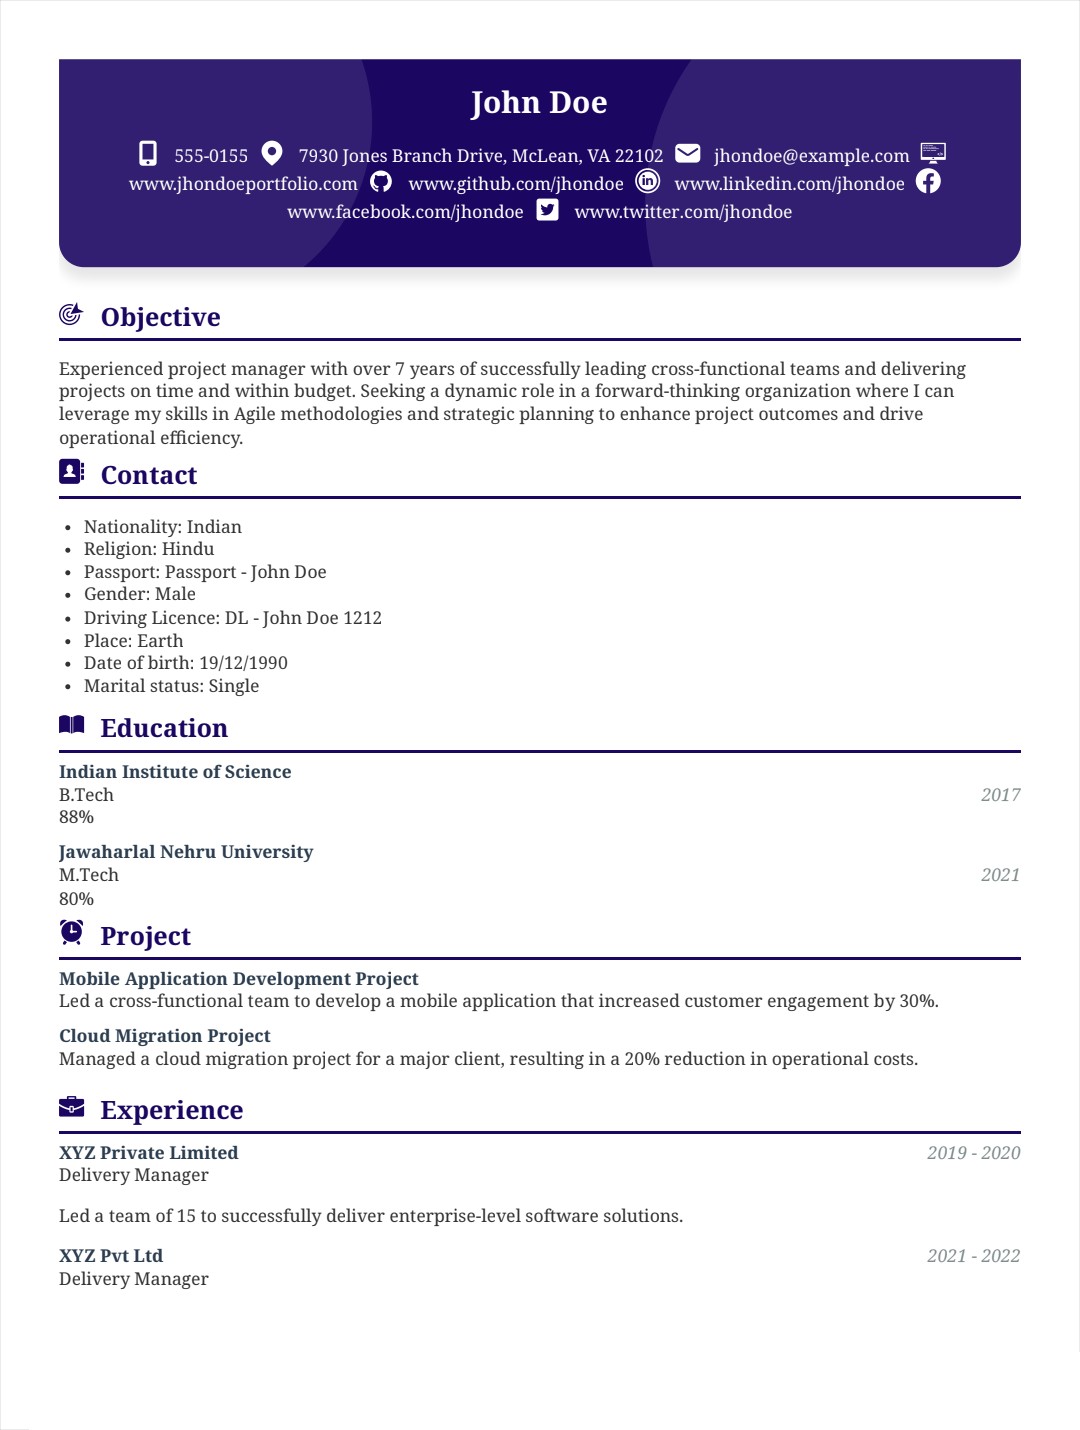 John Doe
555-0155 7930 Jones Branch Drive, McLean, VA 22102 jhondoe@example.com
www.jhondoeportfolio.com www.github.com/jhondoe www.linkedin.com/jhondoe
www.facebook.com/jhondoe www.twitter.com/jhondoe
Objective
Experienced project manager with over 7 years of successfully leading cross-functional teams and delivering
projects on time and within budget. Seeking a dynamic role in a forward-thinking organization where I can
leverage my skills in Agile methodologies and strategic planning to enhance project outcomes and drive
operational efficiency.
Contact
• Nationality: Indian
• Religion: Hindu
• Passport: Passport - John Doe
• Gender: Male
• Driving Licence: DL - John Doe 1212
• Place: Earth
• Date of birth: 19/12/1990
• Marital status: Single
Education
Indian Institute of Science
B.Tech 2017
88%
Jawaharlal Nehru University
M.Tech 2021
80%
Project
Mobile Application Development Project
Led a cross-functional team to develop a mobile application that increased customer engagement by 30%.
Cloud Migration Project
Managed a cloud migration project for a major client, resulting in a 20% reduction in operational costs.
Experience
XYZ Private Limited 2019 - 2020
Delivery Manager
Led a team of 15 to successfully deliver enterprise-level software solutions.
XYZ Pvt Ltd 2021 - 2022
Delivery Manager